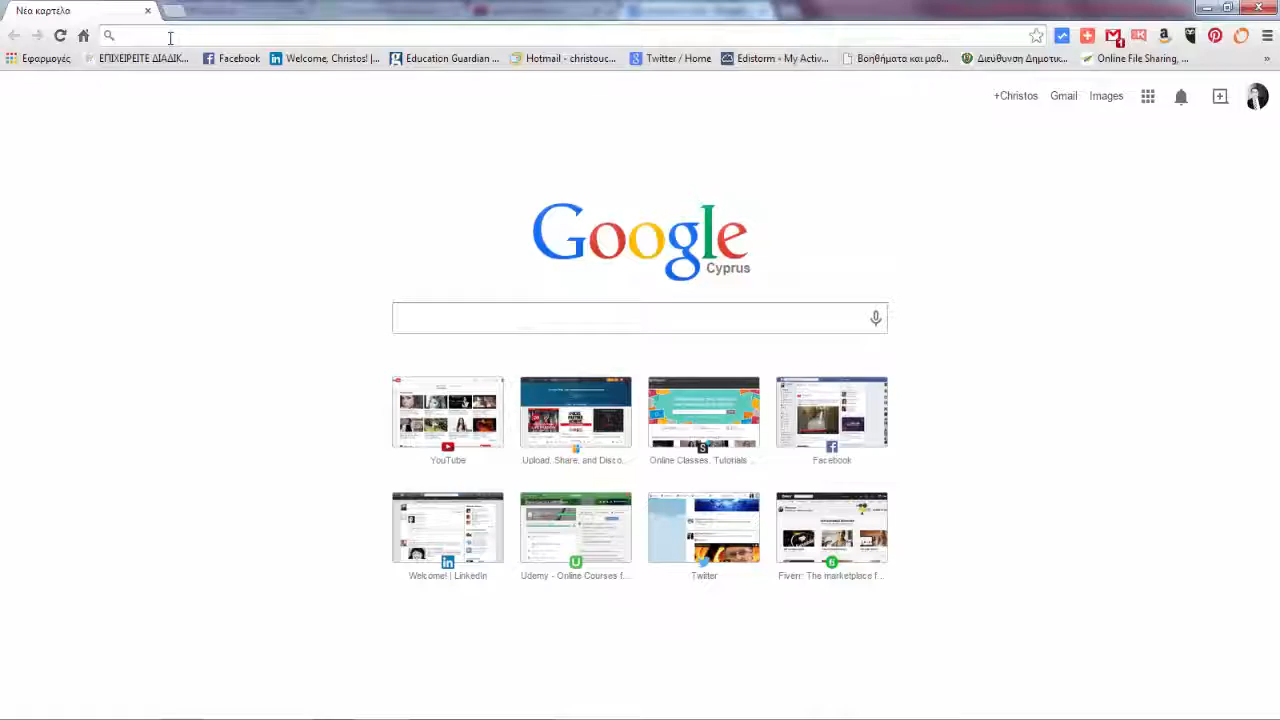 Νέα καρτέλα
Εφαρμογές ΕΠΙΧΕΙΡΕΙΤΕ ΔΙΑΔΙΚ... Facebook Welcome, Christos! |... Education Guardian ... Hotmail - christouc... Twitter / Home Edistorm - My Activ... Βοηθήματα και μαθ... Διεύθυνση Δημοτικ... Online File Sharing, ... »
+Christos Gmail Images
Google
Cyprus
YouTube Upload, Share, and Disco... Online Classes, Tutorials ... Facebook
Welcome! | LinkedIn Udemy - Online Courses f... Twitter Fiverr: The marketplace f...